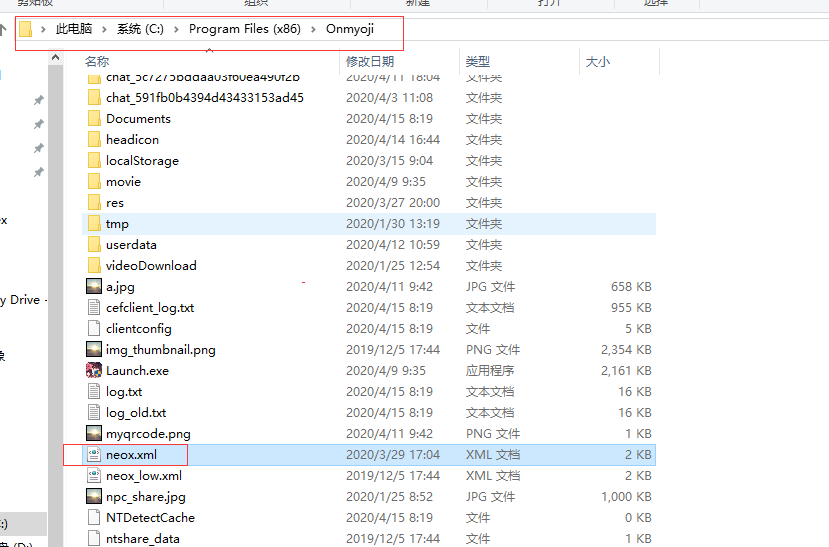 剪贴板 组织 新建 打开 选择
此电脑 › 系统 (C:) › Program Files (x86) › Onmyoji
名称 修改日期 类型 大小
chat_5c7275bddaa05f60ea490f2b 2020/4/11 18:04 文件夹
chat_591fb0b4394d43433153ad45 2020/4/3 11:08 文件夹
Documents 2020/4/15 8:19 文件夹
headicon 2020/4/14 16:44 文件夹
localStorage 2020/3/15 9:04 文件夹
movie 2020/4/9 9:35 文件夹
res 2020/3/27 20:00 文件夹
tmp 2020/1/30 13:19 文件夹
userdata 2020/4/12 10:59 文件夹
videoDownload 2020/1/25 12:54 文件夹
a.jpg 2020/4/11 9:42 JPG 文件 658 KB
cefclient_log.txt 2020/4/15 8:19 文本文档 955 KB
clientconfig 2020/4/15 8:19 文件 5 KB
img_thumbnail.png 2019/12/5 17:44 PNG 文件 2,354 KB
Launch.exe 2020/4/9 9:35 应用程序 2,161 KB
log.txt 2020/4/15 8:19 文本文档 16 KB
log_old.txt 2020/4/15 8:19 文本文档 16 KB
myqrcode.png 2020/4/11 9:42 PNG 文件 1 KB
neox.xml 2020/3/29 17:04 XML 文档 2 KB
neox_low.xml 2019/12/5 17:44 XML 文档 2 KB
npc_share.jpg 2020/1/25 8:52 JPG 文件 1,000 KB
NTDetectCache 2020/4/15 8:19 文件 0 KB
ntshare_data 2019/12/5 17:44 文件 1 KB
y Drive -
:)
(D:)